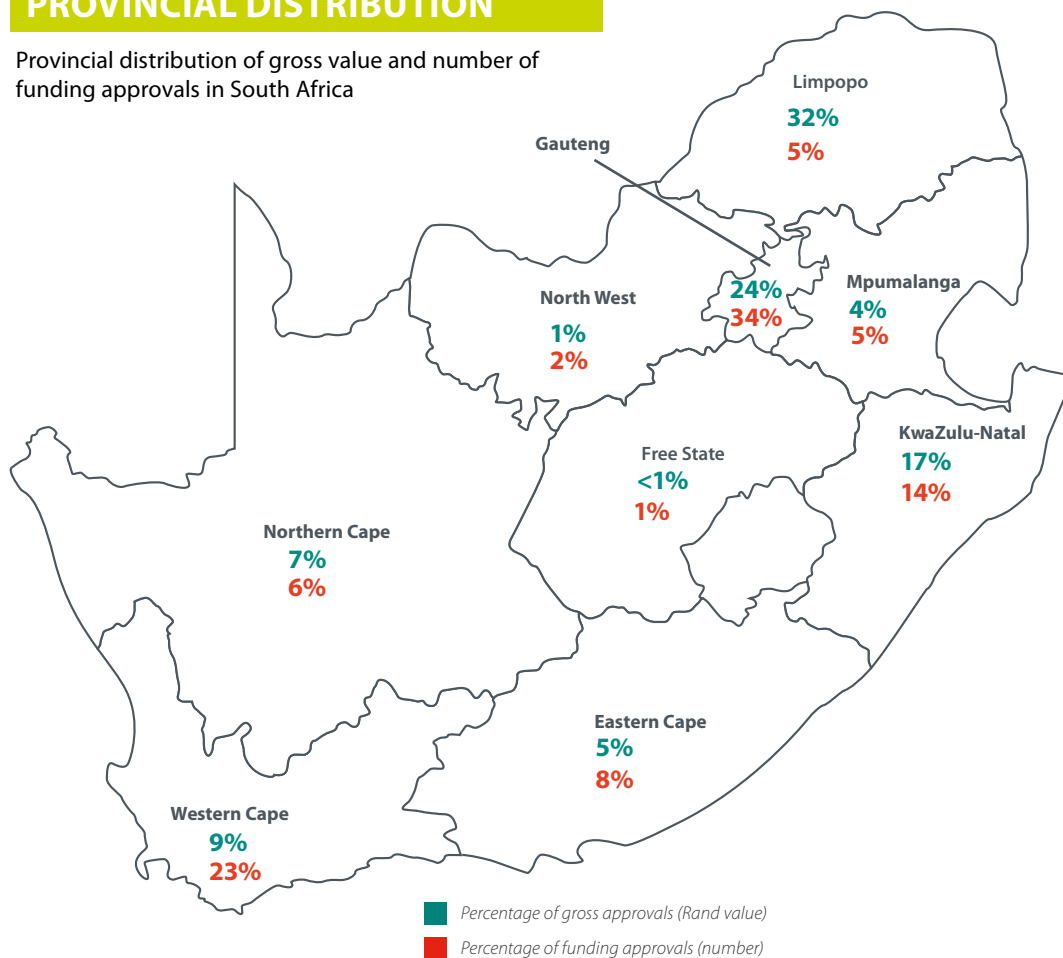 PROVINCIAL DISTRIBUTION
Provincial distribution of gross value and number of
funding approvals in South Africa
Limpopo
32%
5%
Gauteng
24%
34%
Mpumalanga
4%
5%
North West
1%
2%
KwaZulu-Natal
17%
14%
Free State
<1%
1%
Northern Cape
7%
6%
Eastern Cape
5%
8%
Western Cape
9%
23%
Percentage of gross approvals (Rand value)
Percentage of funding approvals (number)